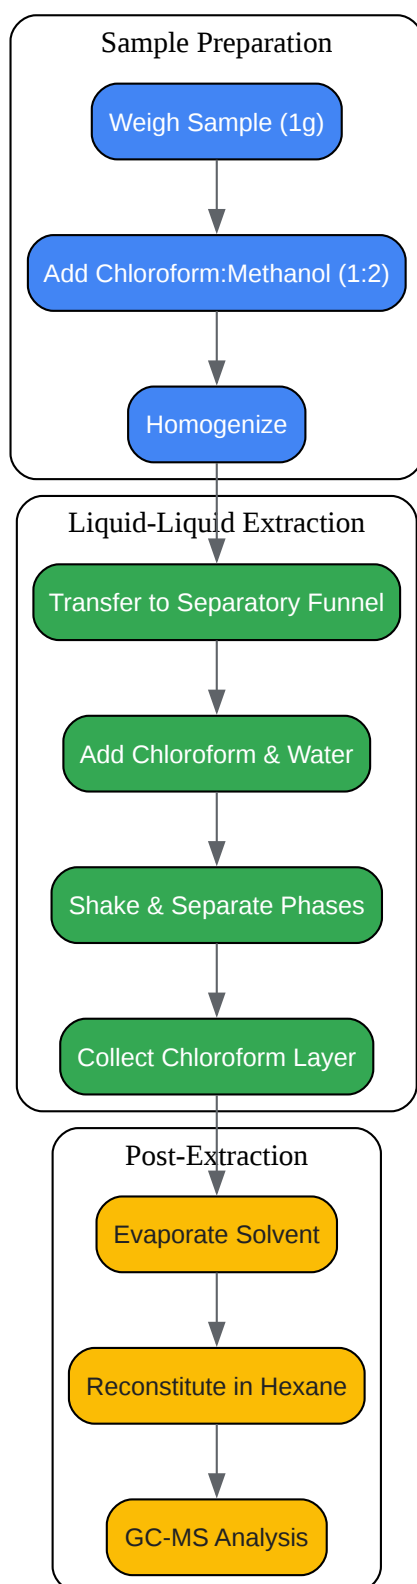 Sample Preparation
Weigh Sample (1g)
Add Chloroform:Methanol (1:2)
Homogenize
Liquid-Liquid Extraction
Transfer to Separatory Funnel
Add Chloroform & Water
Shake & Separate Phases
Collect Chloroform Layer
Post-Extraction
Evaporate Solvent
Reconstitute in Hexane
GC-MS Analysis